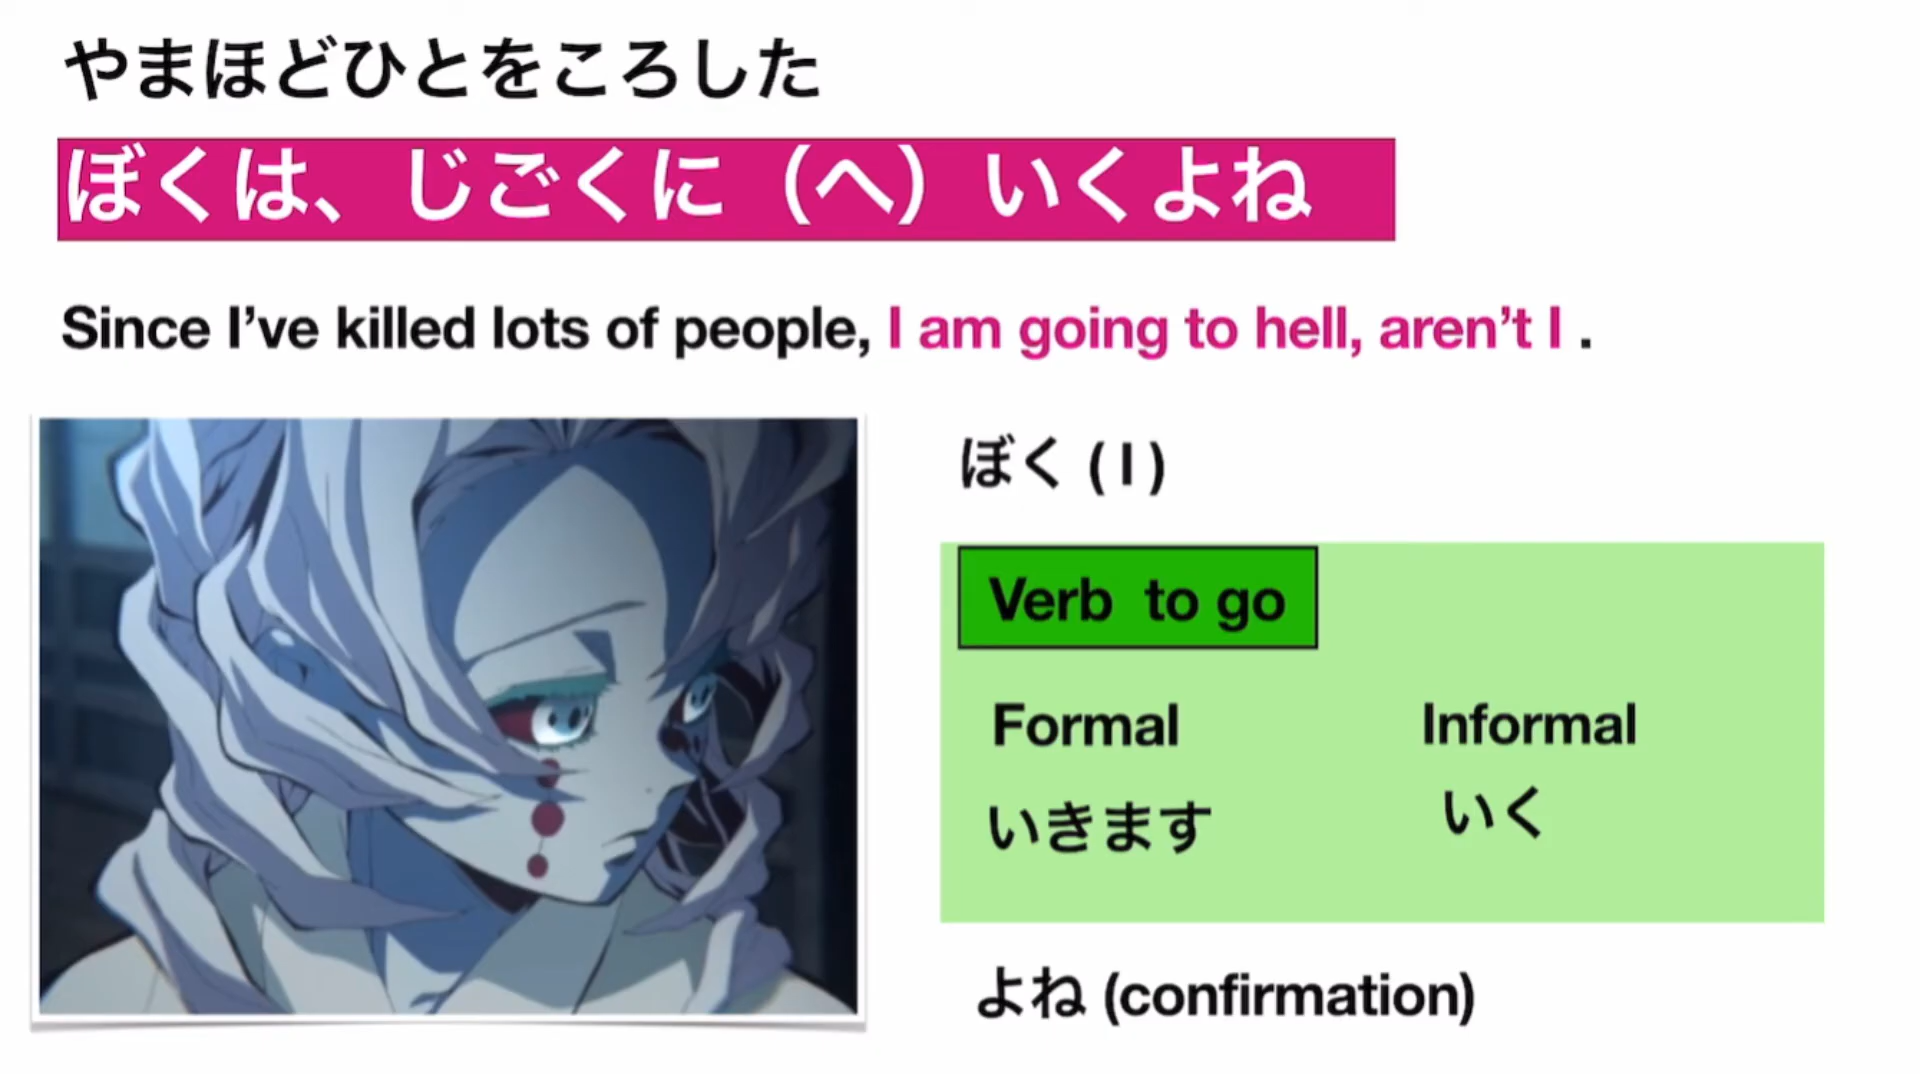 やまほどひとをころした
ぼくは、じごくに（へ）いくよね
Since I’ve killed lots of people, I am going to hell, aren’t I .
ぼく ( I )
Verb to go
Formal Informal
いきます いく
よね (confirmation)